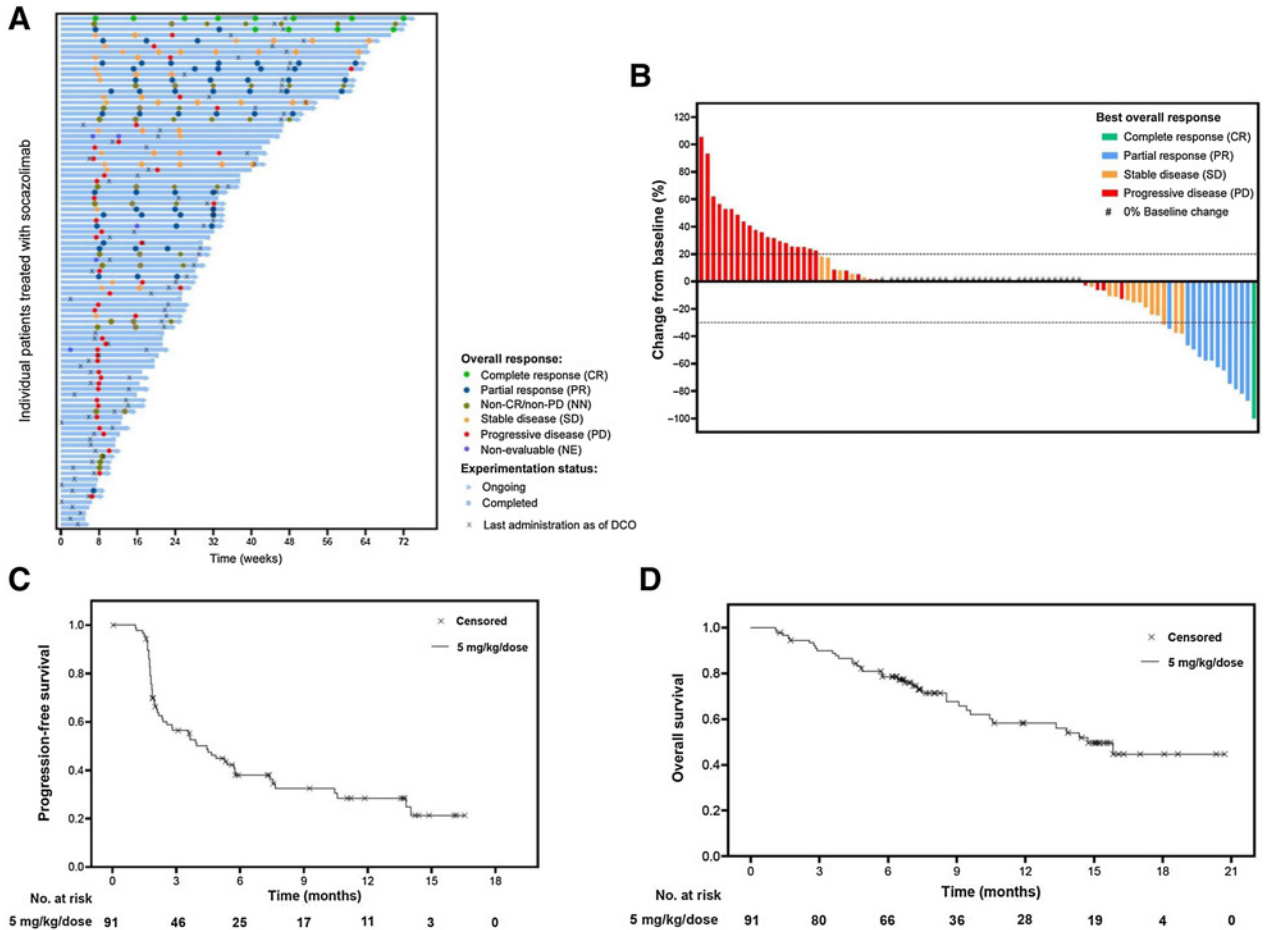 A
Individual patients treated with socazolimab
Overall response:
Complete response (CR)
Partial response (PR)
Non-CR/non-PD (NN)
Stable disease (SD)
Progressive disease (PD)
Non-evaluable (NE)
Experimentation status:
Ongoing
Completed
Last administration as of DCO
0 8 16 24 32 40 48 56 64 72
Time (weeks)
B
Change from baseline (%)
120
00
80
60
40
20
0
−20
−40
−60
−80
−100
Best overall response
Complete response (CR)
Partial response (PR)
Stable disease (SD)
Progressive disease (PD)
# 0% Baseline change
C
Progression-free survival
1.0
0.8
0.6
0.4
0.2
0.0
Censored
5 mg/kg/dose
0 3 6 9 12 15 18
Time (months)
No. at risk
5 mg/kg/dose 91 46 25 17 11 3 0
D
Overall survival
1.0
0.8
0.6
0.4
0.2
0.0
Censored
5 mg/kg/dose
0 3 6 9 12 15 18 21
Time (months)
No. at risk
5 mg/kg/dose 91 80 66 36 28 19 4 0